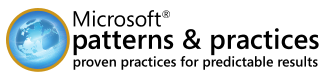 Microsoft®
patterns & practices
proven practices for predictable results